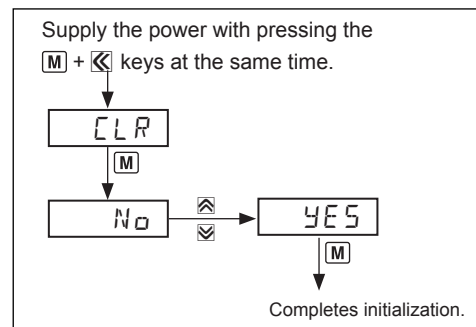 Supply the power with pressing the
M + « keys at the same time.
CLR
M
No
YES
M
Completes initialization.